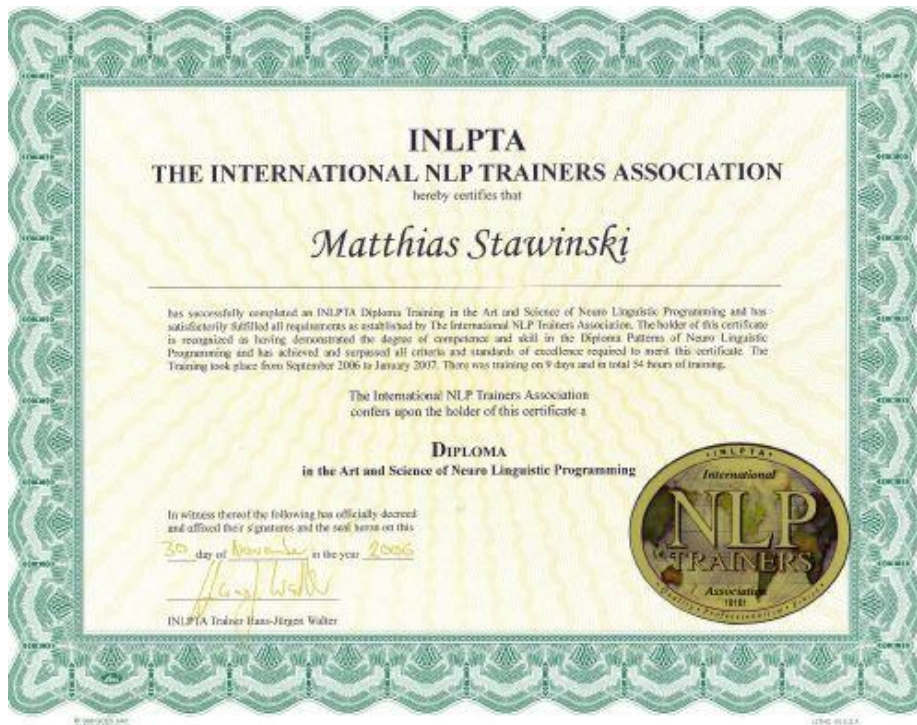 INLPTA
THE INTERNATIONAL NLP TRAINERS ASSOCIATION
hereby certifies that
Matthias Stawinski
has successfully completed an INLPTA Diploma Training in the Art and Science of Neuro Linguistic Programming and has
satisfactorily fulfilled all requirements as established by The International NLP Trainers Association. The holder of this certificate
is recognized as having demonstrated the degree of competence and skill in the Diploma Patterns of Neuro Linguistic
Programming and has achieved and surpassed all criteria and standards of excellence required to merit this certificate. The
Training took place from September 2006 to January 2007. There was training on 9 days and in total 54 hours of training.
The International NLP Trainers Association
confers upon the holder of this certificate a
DIPLOMA
in the Art and Science of Neuro Linguistic Programming
In witness thereof the following has officially decreed
and affixed their signatures and the seal heron on this
30 day of November in the year 2006
INLPTA Trainer Hans-Jürgen Walter
INLPTA
International
NLP
TRAINERS
Association
Quality • Professionalism • Ethics
LITHO IN U.S.A.